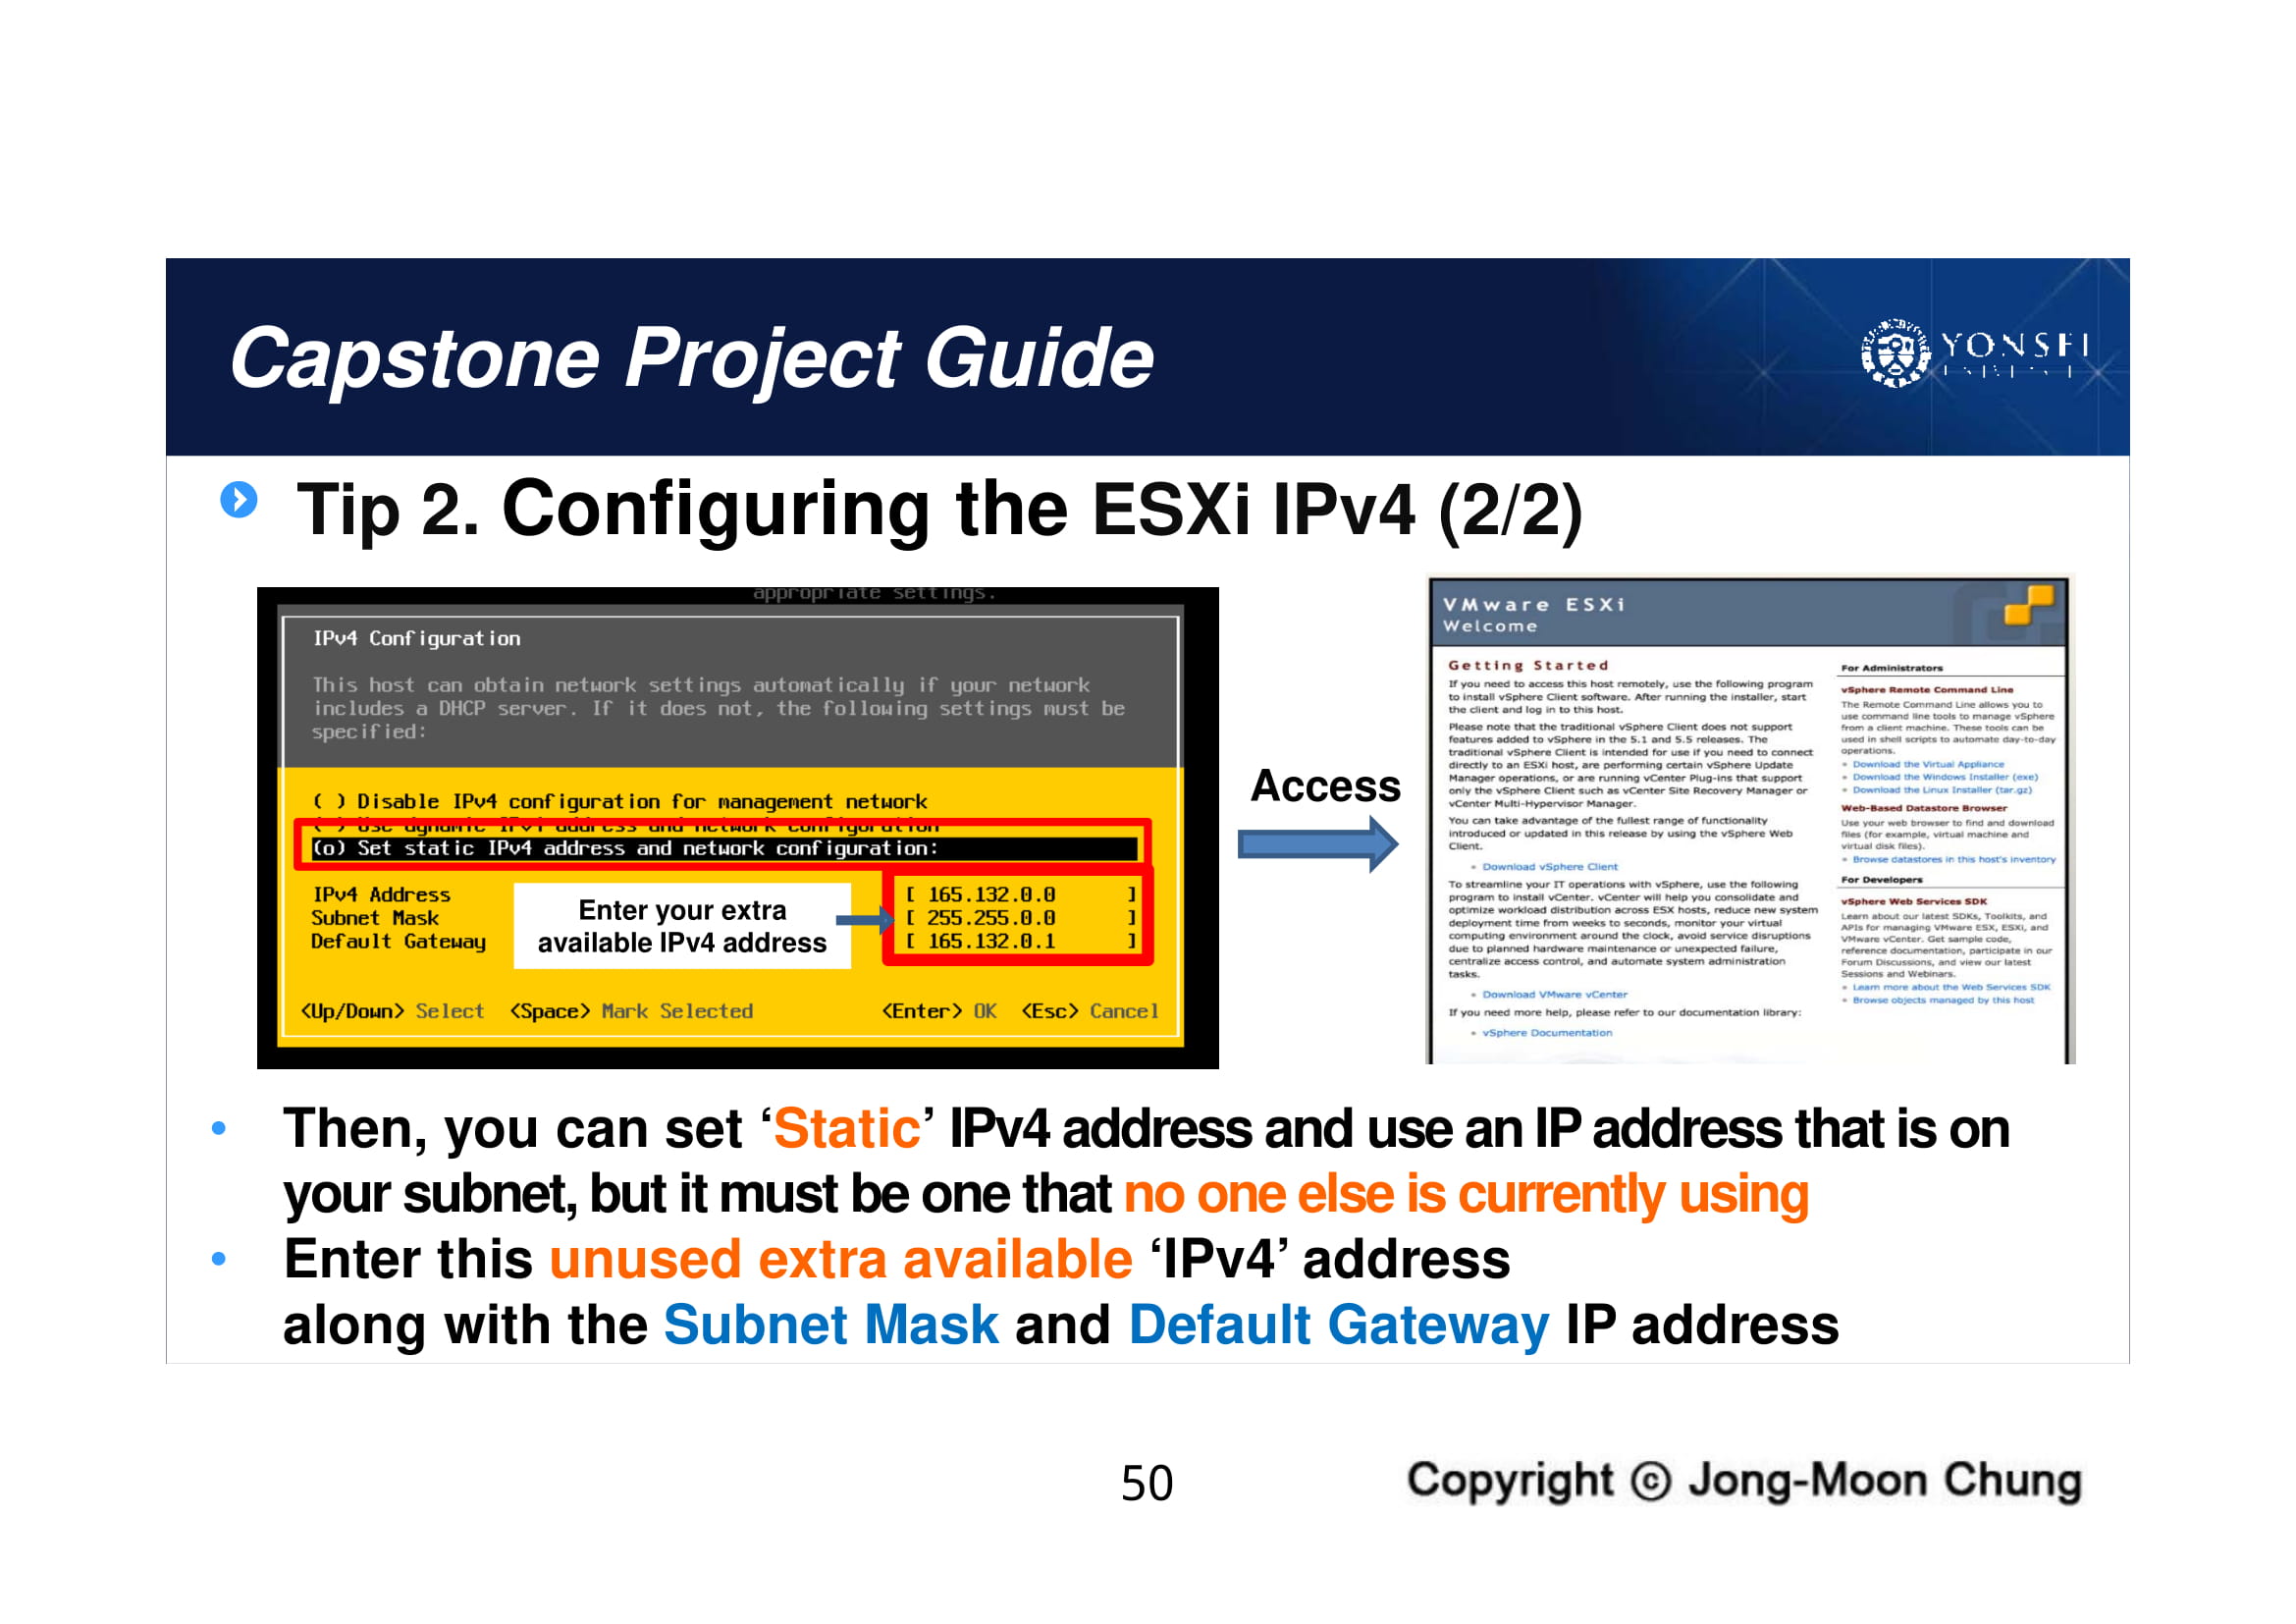 Capstone Project Guide
YONSEI
Tip 2. Configuring the ESXi IPv4 (2/2)
appropriate settings.
IPv4 Configuration
This host can obtain network settings automatically if your network
includes a DHCP server. If it does not, the following settings must be
specified:
( ) Disable IPv4 configuration for management network
( ) Use dynamic IPv4 address and network configuration
(o) Set static IPv4 address and network configuration:
IPv4 Address [ 165.132.0.0 ]
Subnet Mask [ 255.255.0.0 ]
Default Gateway [ 165.132.0.1 ]
Enter your extra
available IPv4 address
<Up/Down> Select <Space> Mark Selected <Enter> OK <Esc> Cancel
Access
VMware ESXi
Welcome
Getting Started
If you need to access this host remotely, use the following program
to install vSphere Client software. After running the installer, start
the client and log in to this host.
Please note that the traditional vSphere Client does not support
features added to vSphere in the 5.1 and 5.5 releases. The
traditional vSphere Client is intended for use if you need to connect
directly to an ESXi host, are performing certain vSphere Update
Manager operations, or are running vCenter Plug-ins that support
only the vSphere Client such as vCenter Site Recovery Manager or
vCenter Multi-Hypervisor Manager.
You can take advantage of the fullest range of functionality
introduced or updated in this release by using the vSphere Web
Client.
• Download vSphere Client
To streamline your IT operations with vSphere, use the following
program to install vCenter. vCenter will help you consolidate and
optimize workload distribution across ESX hosts, reduce new system
deployment time from weeks to seconds, monitor your virtual
computing environment around the clock, avoid service disruptions
due to planned hardware maintenance or unexpected failure,
centralize access control, and automate system administration
tasks.
• Download VMware vCenter
If you need more help, please refer to our documentation library:
• vSphere Documentation
For Administrators
vSphere Remote Command Line
The Remote Command Line allows you to
use command line tools to manage vSphere
from a client machine. These tools can be
used in shell scripts to automate day-to-day
operations.
• Download the Virtual Appliance
• Download the Windows Installer (exe)
• Download the Linux Installer (tar.gz)
Web-Based Datastore Browser
Use your web browser to find and download
files (for example, virtual machine and
virtual disk files).
• Browse datastores in this host's inventory
For Developers
vSphere Web Services SDK
Learn about our latest SDKs, Toolkits, and
APIs for managing VMware ESX, ESXi, and
VMware vCenter. Get sample code,
reference documentation, participate in our
Forum Discussions, and view our latest
Sessions and Webinars.
• Learn more about the Web Services SDK
• Browse objects managed by this host
• Then, you can set ‘Static’ IPv4 address and use an IP address that is on
your subnet, but it must be one that no one else is currently using
• Enter this unused extra available ‘IPv4’ address
along with the Subnet Mask and Default Gateway IP address
50
Copyright © Jong-Moon Chung